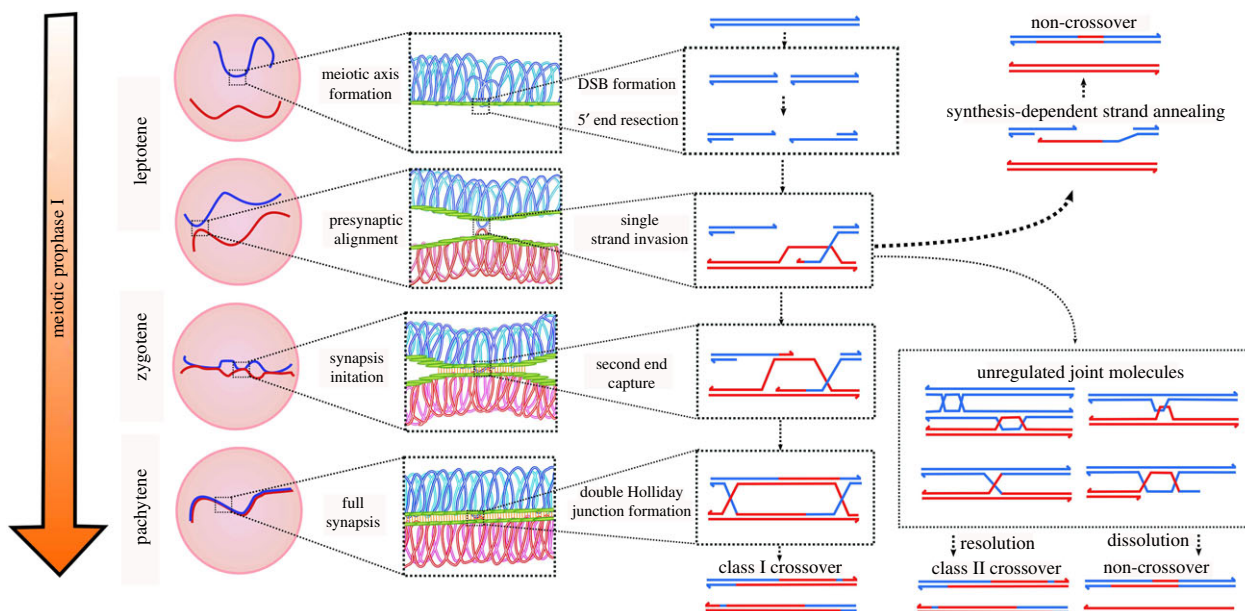 meiotic prophase I
leptotene
zygotene
pachytene
meiotic axis
formation
presynaptic
alignment
synapsis
initation
full
synapsis
DSB formation
5′ end resection
single
strand invasion
second end
capture
double Holliday
junction formation
class I crossover
non-crossover
synthesis-dependent strand annealing
unregulated joint molecules
resolution
dissolution
class II crossover
non-crossover